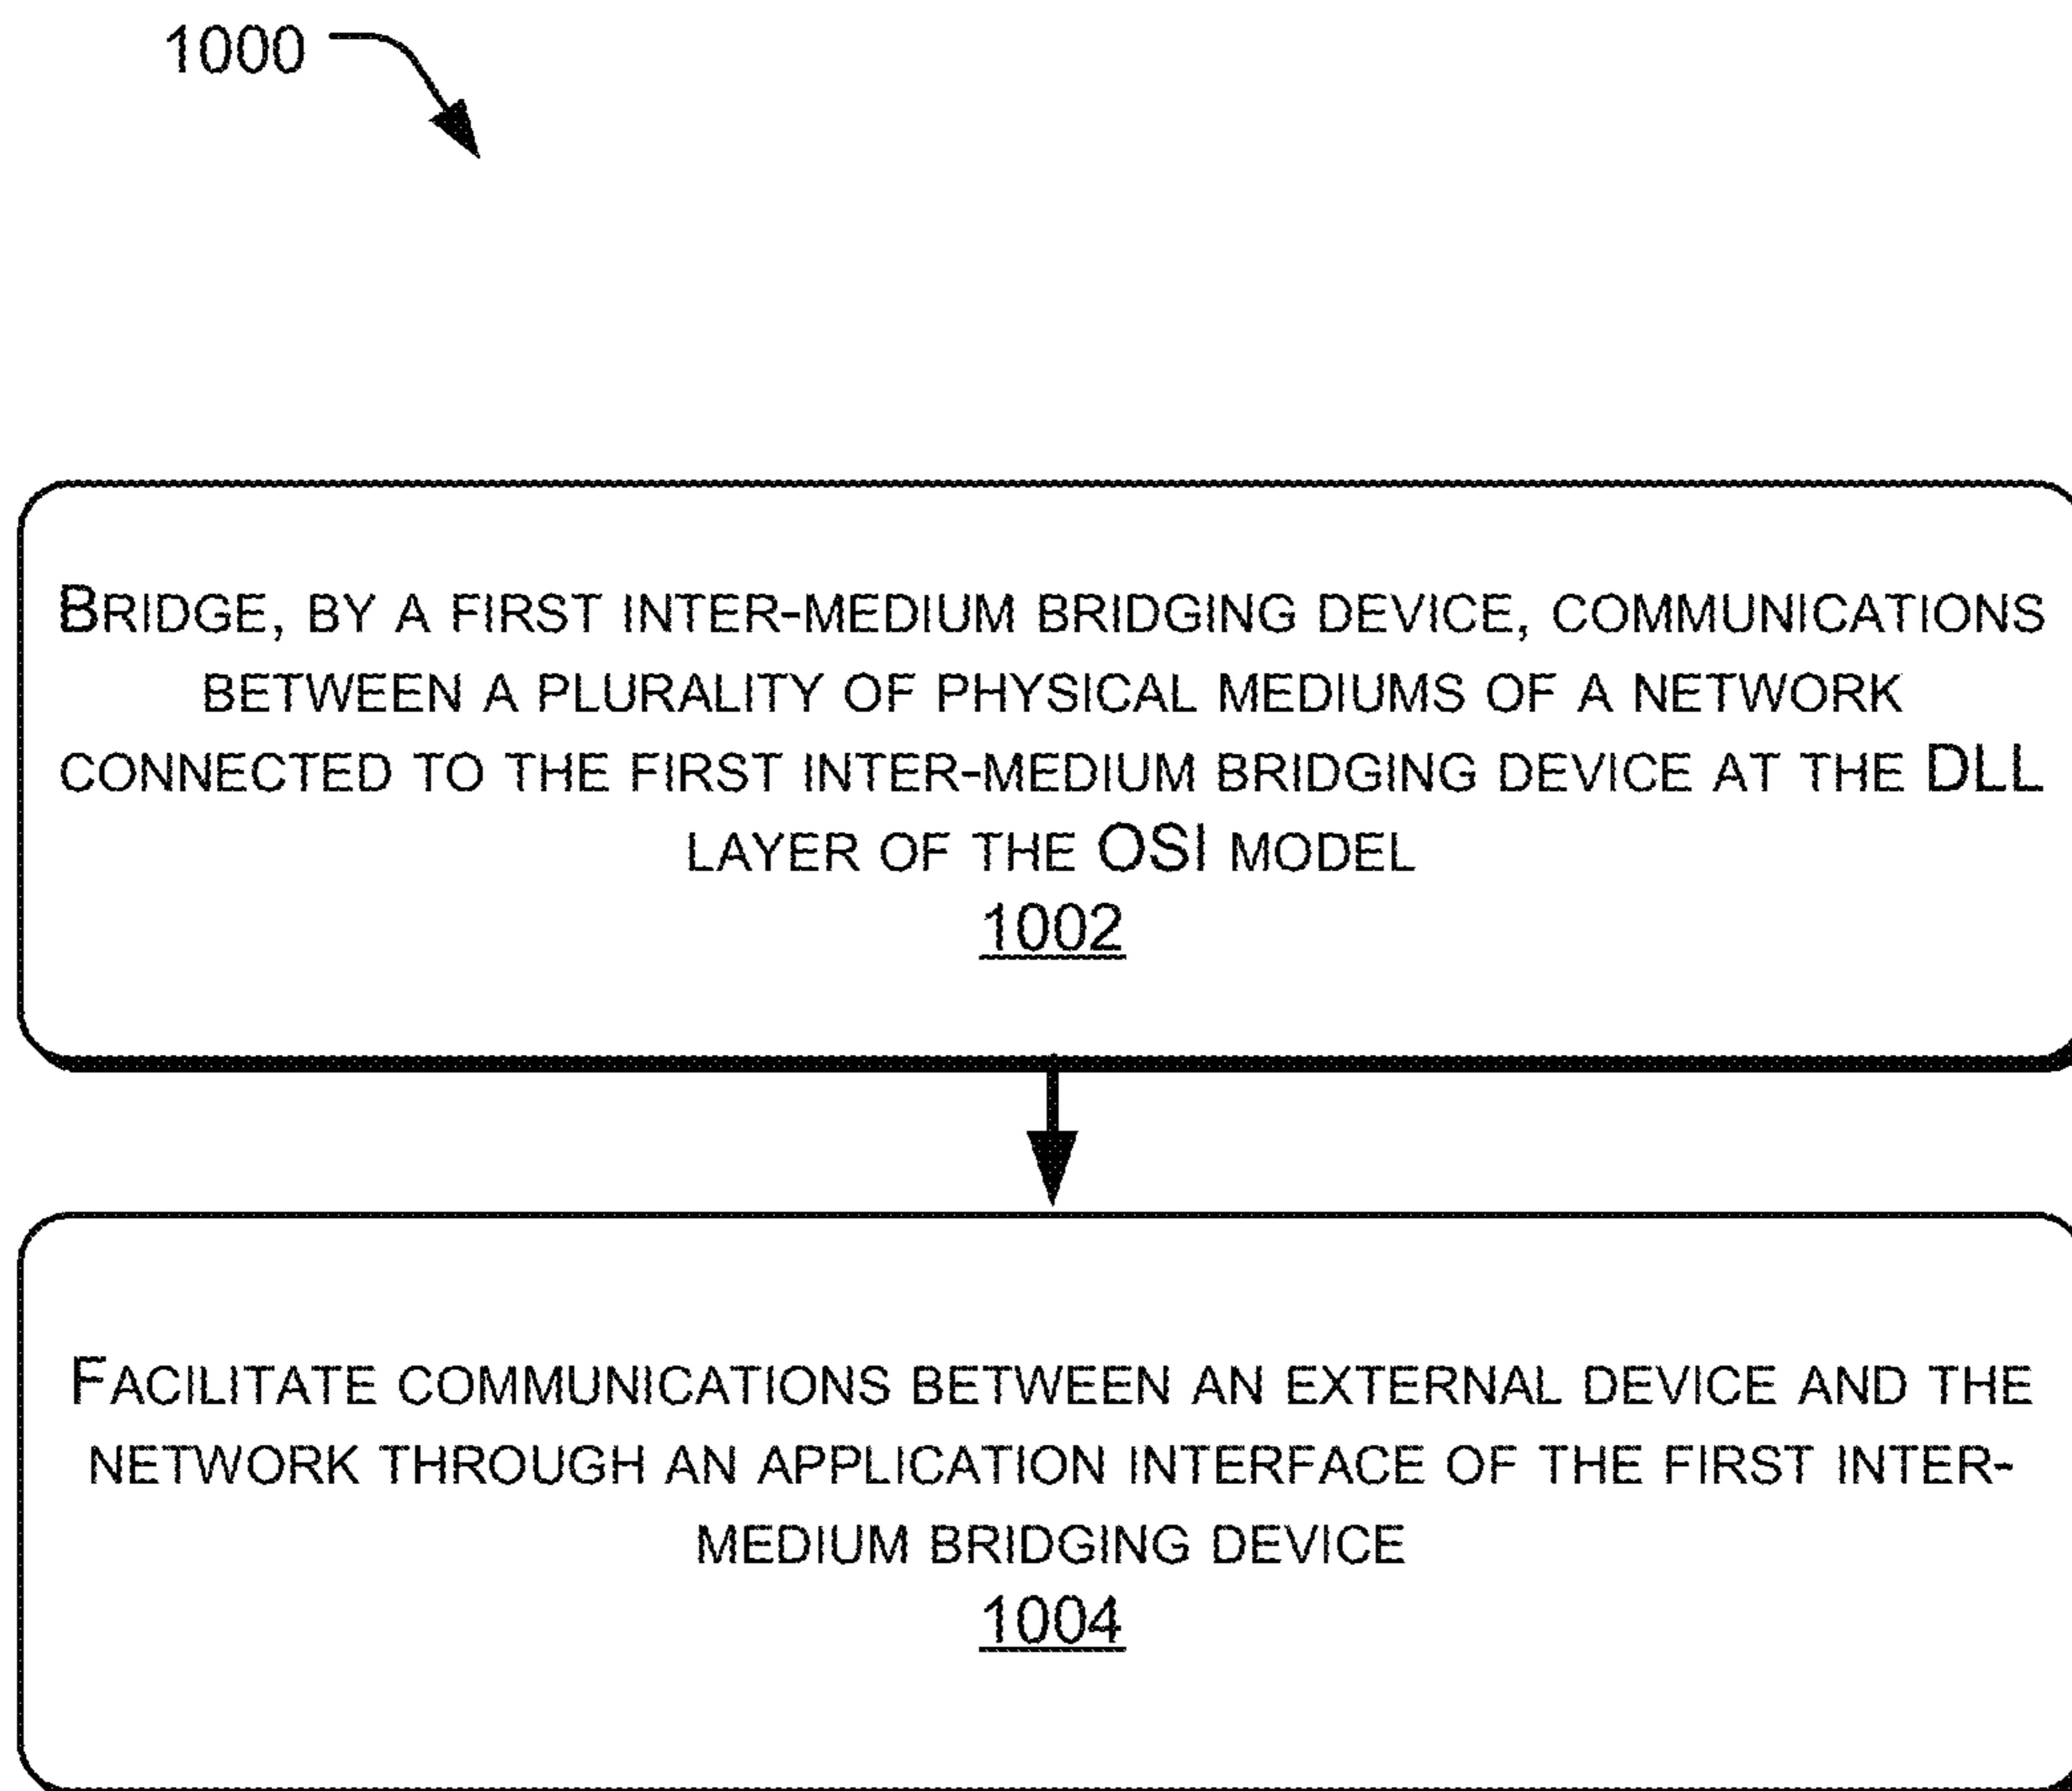 1000
BRIDGE, BY A FIRST INTER-MEDIUM BRIDGING DEVICE, COMMUNICATIONS
BETWEEN A PLURALITY OF PHYSICAL MEDIUMS OF A NETWORK
CONNECTED TO THE FIRST INTER-MEDIUM BRIDGING DEVICE AT THE DLL
LAYER OF THE OSI MODEL
1002
FACILITATE COMMUNICATIONS BETWEEN AN EXTERNAL DEVICE AND THE
NETWORK THROUGH AN APPLICATION INTERFACE OF THE FIRST INTER-
MEDIUM BRIDGING DEVICE
1004